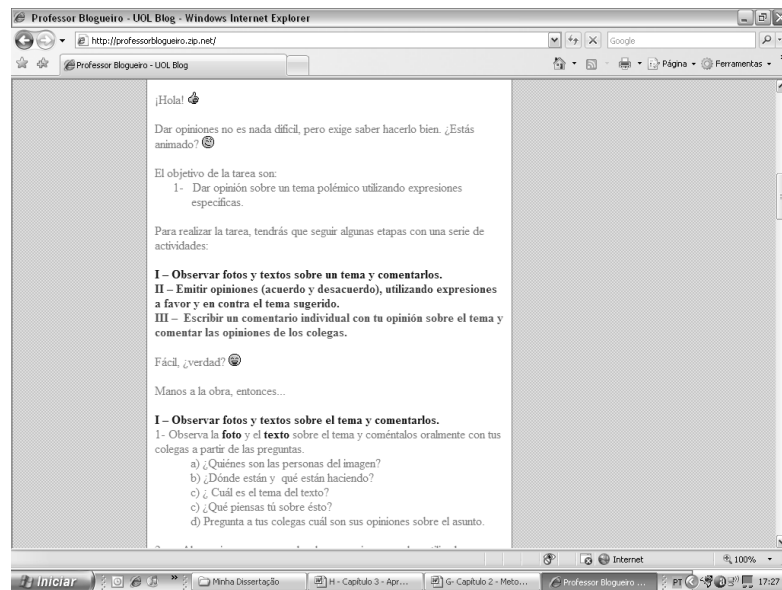 Professor Blogueiro - UOL Blog - Windows Internet Explorer
http://professorblogueiro.zip.net/
Google
Professor Blogueiro - UOL Blog
Página
Ferramentas
¡Hola!
Dar opiniones no es nada difícil, pero exige saber hacerlo bien. ¿Estás
animado?
El objetivo de la tarea son:
1- Dar opinión sobre un tema polémico utilizando expresiones
especificas.
Para realizar la tarea, tendrás que seguir algunas etapas con una serie de
actividades:
I – Observar fotos y textos sobre un tema y comentarlos.
II – Emitir opiniones (acuerdo y desacuerdo), utilizando expresiones
a favor y en contra el tema sugerido.
III – Escribir un comentario individual con tu opinión sobre el tema y
comentar las opiniones de los colegas.
Fácil, ¿verdad?
Manos a la obra, entonces...
I – Observar fotos y textos sobre el tema y comentarlos.
1- Observa la foto y el texto sobre el tema y coméntalos oralmente con tus
colegas a partir de las preguntas.
a) ¿Quiénes son las personas del imagen?
b) ¿Dónde están y qué están haciendo?
c) ¿ Cuál es el tema del texto?
c) ¿Qué piensas tú sobre ésto?
d) Pregunta a tus colegas cuál son sus opiniones sobre el asunto.
Internet
100%
Iniciar
Minha Dissertação
H - Capítulo 3 - Apr...
G- Capítulo 2 - Meto...
Professor Blogueiro ...
PT
17:27